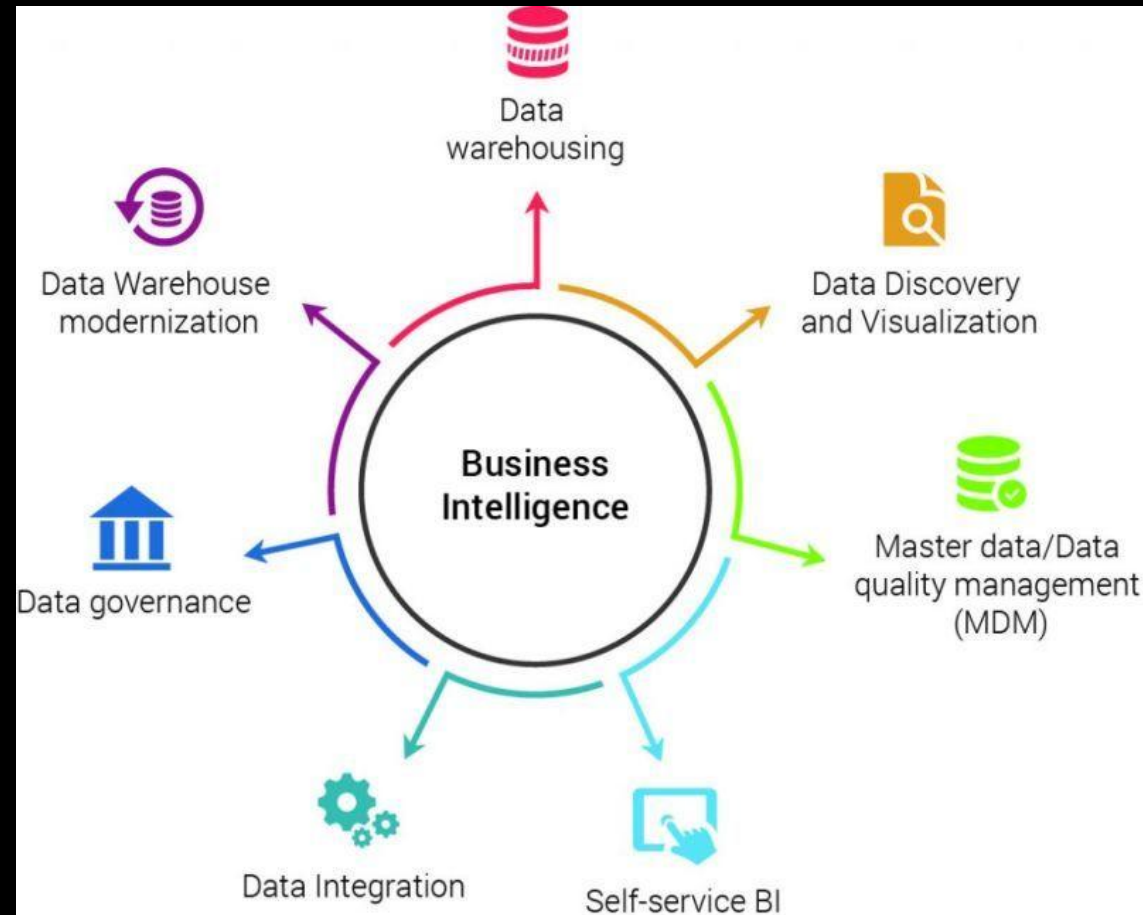 Data
warehousing
Data Discovery
and Visualization
Master data/Data
quality management
(MDM)
Self-service BI
Data Integration
Data governance
Data Warehouse
modernization
Business
Intelligence